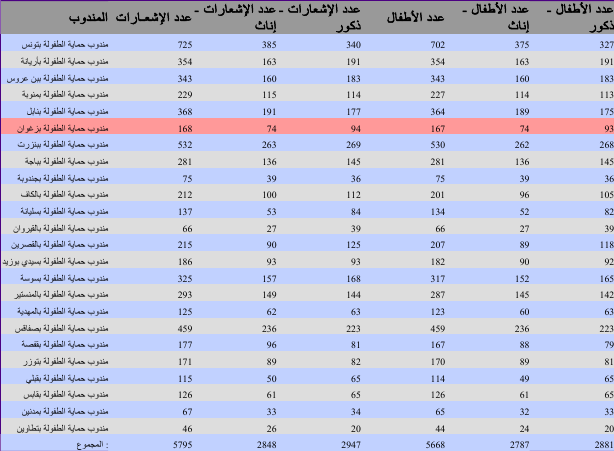 المندوب عدد الإشعـارات عدد الإشعارات - إناث عدد الإشعارات - ذكور عدد الأطفال عدد الأطفال - إناث عدد الأطفال - ذكور
مندوب حماية الطفولة بتونس 725 385 340 702 375 327
مندوب حماية الطفولة بأريانة 354 163 191 354 163 191
مندوب حماية الطفولة ببن عروس 343 160 183 343 160 183
مندوب حماية الطفولة بمنوبة 229 115 114 227 114 113
مندوب حماية الطفولة بنابل 368 191 177 364 189 175
مندوب حماية الطفولة بزغوان 168 74 94 167 74 93
مندوب حماية الطفولة ببنزرت 532 263 269 530 262 268
مندوب حماية الطفولة بباجة 281 136 145 281 136 145
مندوب حماية الطفولة بجندوبة 75 39 36 75 39 36
مندوب حماية الطفولة بالكاف 212 100 112 201 96 105
مندوب حماية الطفولة بسليانة 137 53 84 134 52 82
مندوب حماية الطفولة بالقيروان 66 27 39 66 27 39
مندوب حماية الطفولة بالقصرين 215 90 125 207 89 118
مندوب حماية الطفولة بسيدي بوزيد 186 93 93 182 90 92
مندوب حماية الطفولة بسوسة 325 157 168 317 152 165
مندوب حماية الطفولة بالمنستير 293 149 144 287 145 142
مندوب حماية الطفولة بالمهدية 125 62 63 123 60 63
مندوب حماية الطفولة بصفاقس 459 236 223 459 236 223
مندوب حماية الطفولة بقفصة 177 96 81 167 88 79
مندوب حماية الطفولة بتوزر 171 89 82 170 89 81
مندوب حماية الطفولة بقبلي 115 50 65 114 49 65
مندوب حماية الطفولة بقابس 126 61 65 126 61 65
مندوب حماية الطفولة بمدنين 67 33 34 65 32 33
مندوب حماية الطفولة بتطاوين 46 26 20 44 24 20
المجموع : 5795 2848 2947 5668 2787 2881